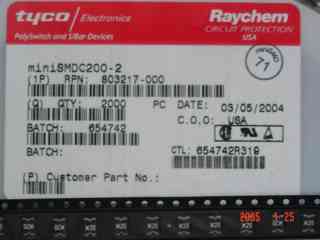 tyco / Electronics
Raychem
CIRCUIT PROTECTION
USA
PolySwitch and SiBar Devices
71
miniSMDC200-2
(1P) RPN: 803217-000
(Q) QTY: 2000 PC DATE: 03/05/2004
C.O.O: USA
BATCH: 654742
BATCH:
CTL: 654742R319
(P) Customer Part No.:
2005 4 25